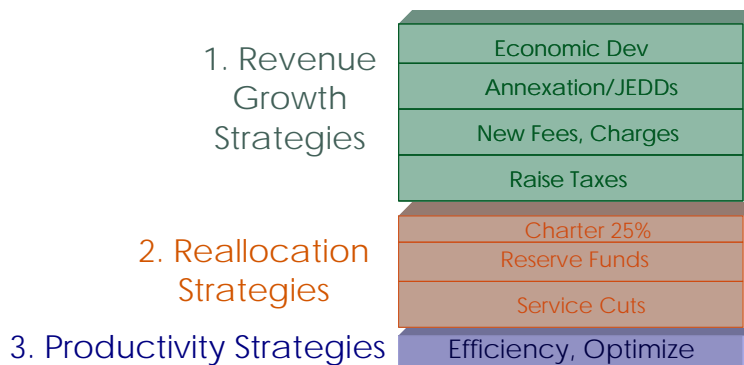 1. Revenue
Growth
Strategies
Economic Dev
Annexation/JEDDs
New Fees, Charges
Raise Taxes
2. Reallocation
Strategies
Charter 25%
Reserve Funds
Service Cuts
3. Productivity Strategies
Efficiency, Optimize